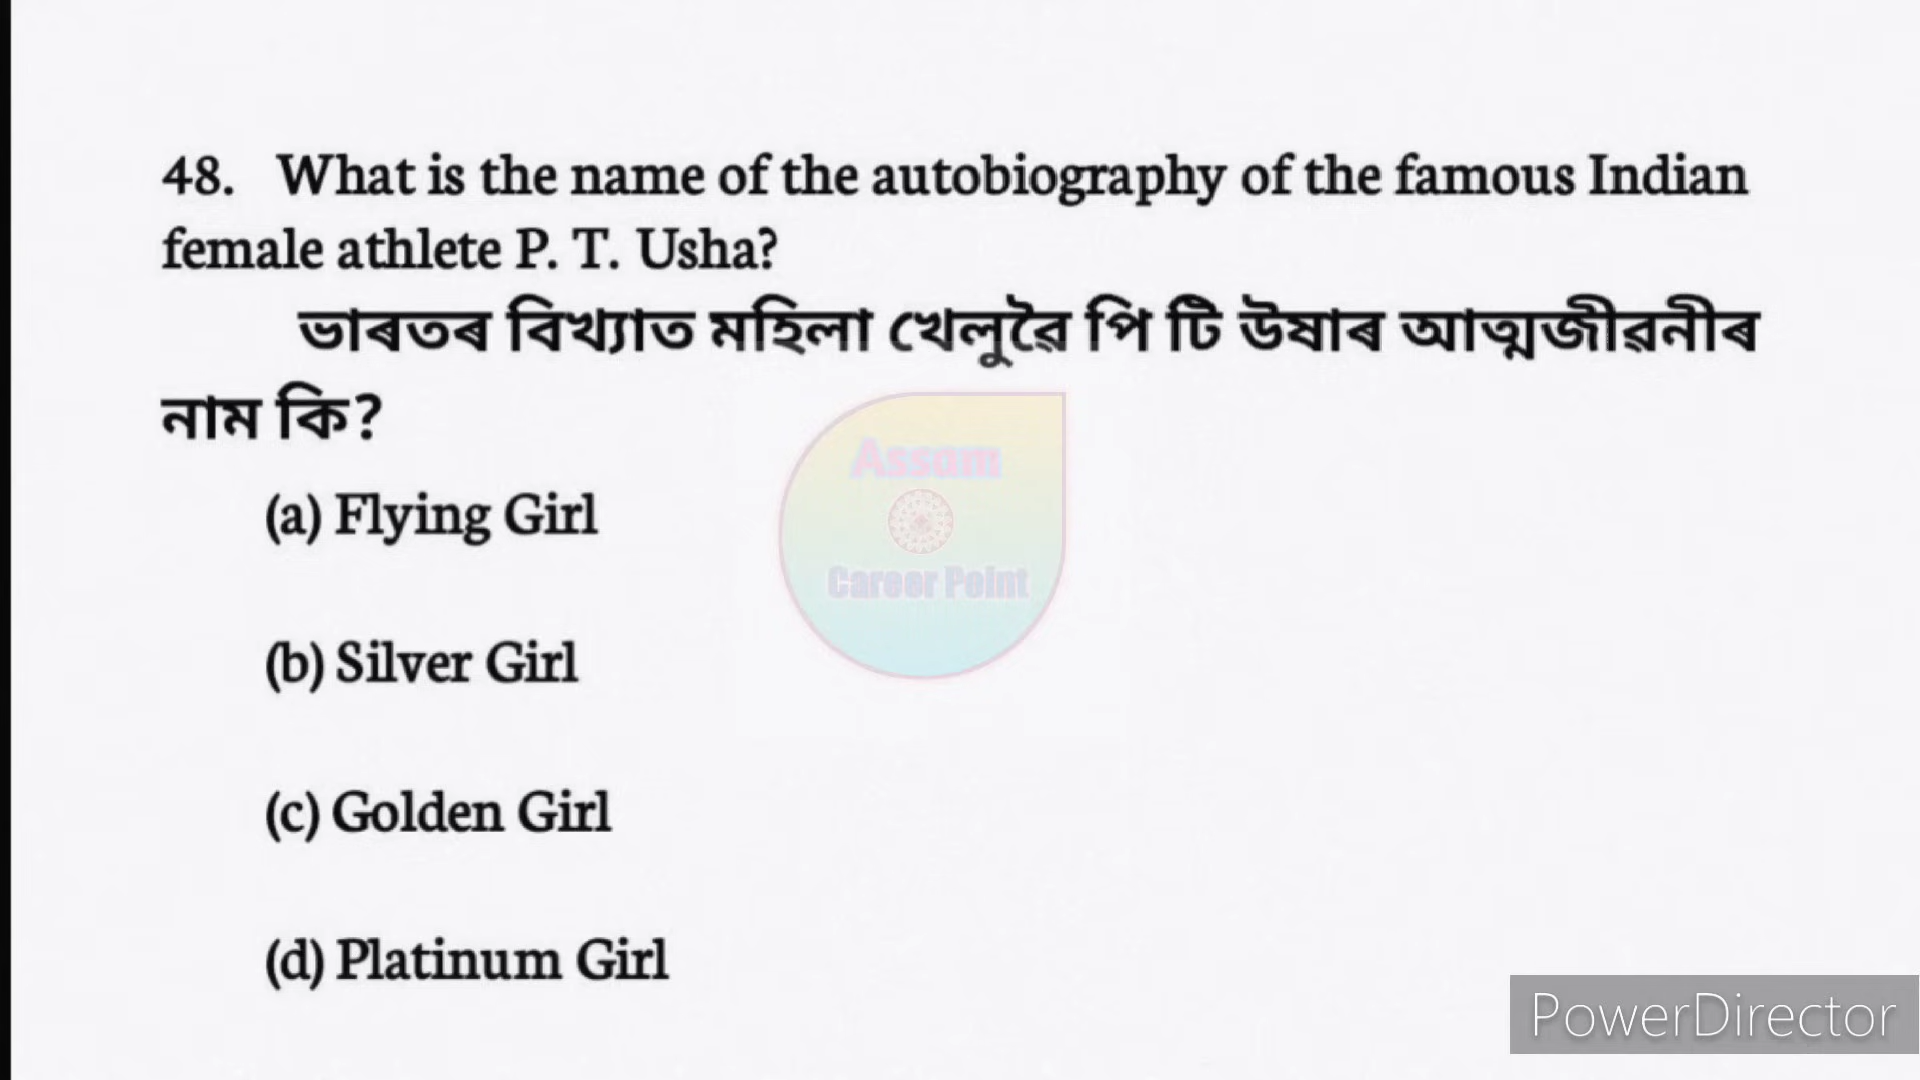 48. What is the name of the autobiography of the famous Indian
female athlete P. T. Usha?
ভাৰতৰ বিখ্যাত মহিলা খেলুৱৈ পি টি উষাৰ আত্মজীৱনীৰ
নাম কি?
Assam
Career Point
(a) Flying Girl
(b) Silver Girl
(c) Golden Girl
(d) Platinum Girl
PowerDirector